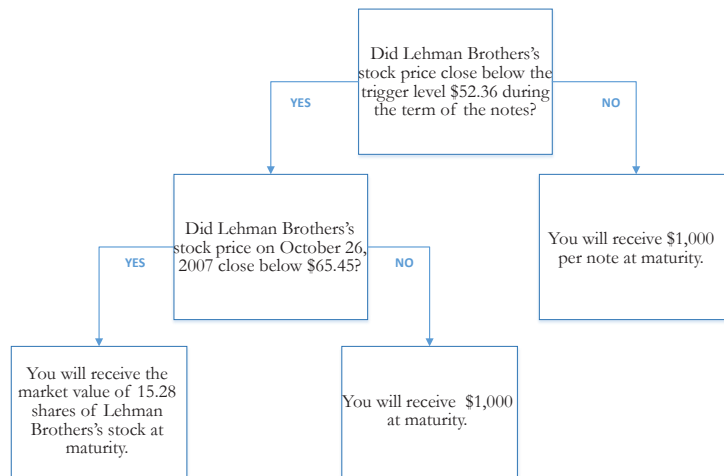 Did Lehman Brothers's
stock price close below the
trigger level $52.36 during
the term of the notes?
YES
NO
Did Lehman Brothers's
stock price on October 26,
2007 close below $65.45?
You will receive $1,000
per note at maturity.
YES
NO
You will receive the
market value of 15.28
shares of Lehman
Brothers's stock at
maturity.
You will receive $1,000
at maturity.